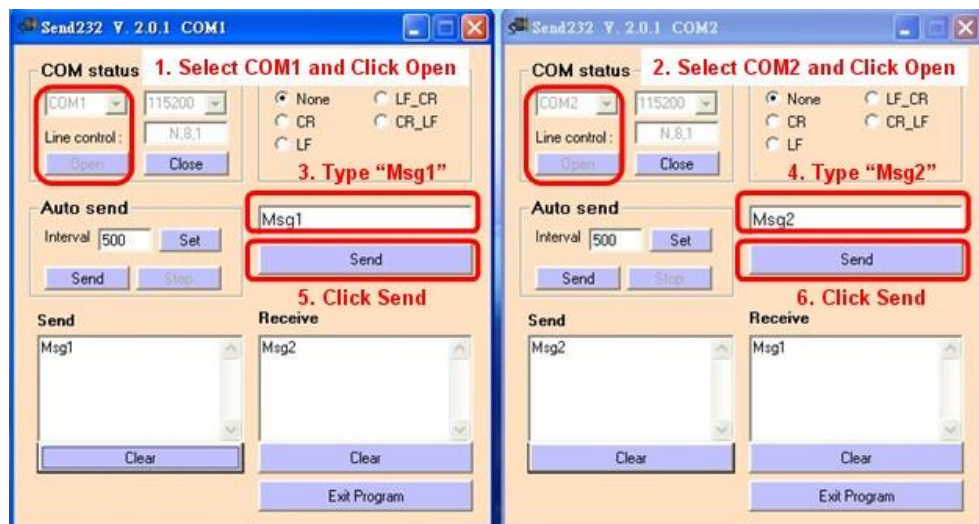 Send232 V. 2.0.1 COM1
COM status
1. Select COM1 and Click Open
COM1
115200
None
LF_CR
CR
CR_LF
LF
Line control :
N,8,1
Open
Close
3. Type “Msg1”
Auto send
Interval
500
Set
Send
Stop
Msg1
Send
5. Click Send
Send
Receive
Msg1
Msg2
Clear
Clear
Exit Program
Send232 V. 2.0.1 COM2
COM status
2. Select COM2 and Click Open
COM2
115200
None
LF_CR
CR
CR_LF
LF
Line control :
N,8,1
Open
Close
4. Type “Msg2”
Auto send
Interval
500
Set
Send
Stop
Msg2
Send
6. Click Send
Send
Receive
Msg2
Msg1
Clear
Clear
Exit Program